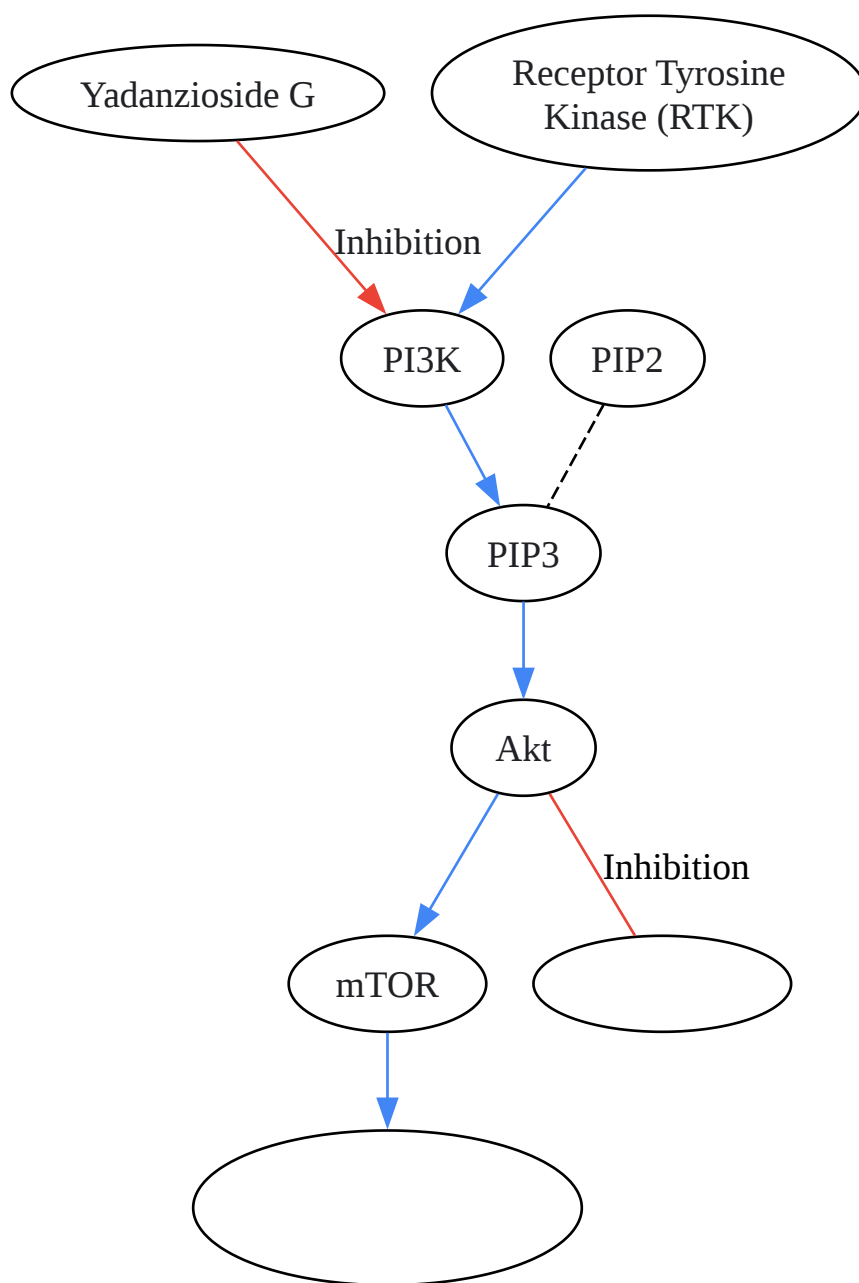 Yadanzioside G
Receptor Tyrosine
Kinase (RTK)
Inhibition
PI3K
PIP2
PIP3
Akt
Inhibition
mTOR